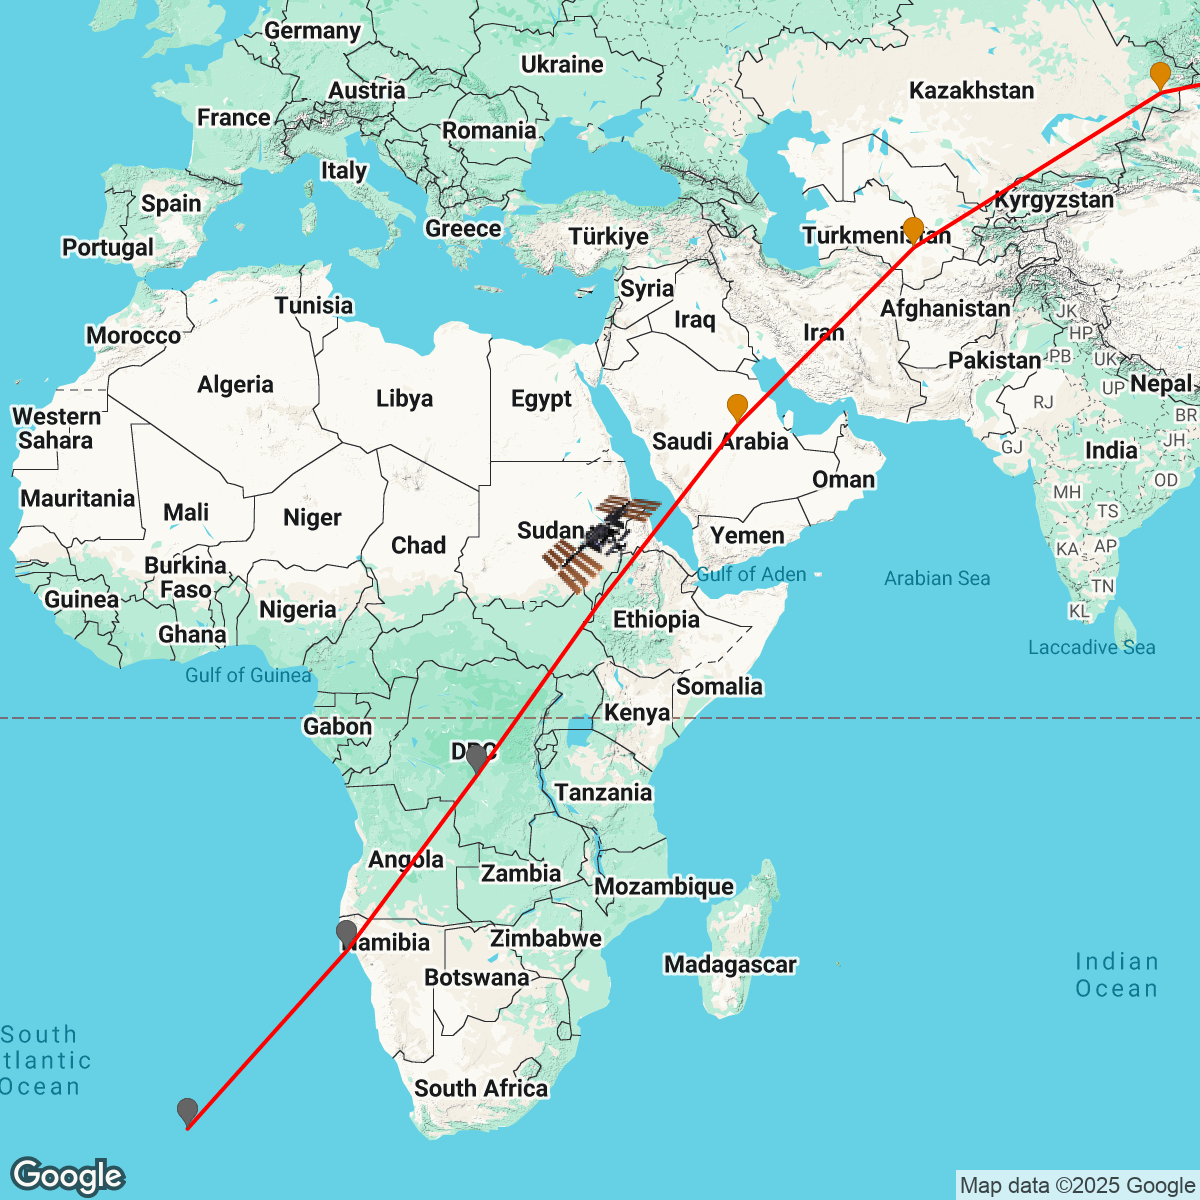 Germany
Ukraine
Austria
Kazakhstan
France
Romania
Italy
Kyrgyzstan
Spain
Greece
Türkiye
Turkmenistan
Portugal
Syria
Tunisia
Afghanistan
JK
Iraq
Iran
HP
Morocco
Pakistan
PB
UK
Algeria
Libya
Egypt
UP
Nepal
RJ
BR
Western
Sahara
Saudi Arabia
GJ
India
JH
Oman
OD
Mauritania
Mali
Niger
MH
TS
Sudan
Yemen
Chad
KA
AP
Burkina
Faso
Gulf of Aden
Arabian Sea
TN
Guinea
Nigeria
KL
Ethiopia
Ghana
Laccadive Sea
Gulf of Guinea
Somalia
Gabon
Kenya
DRC
Tanzania
Angola
Zambia
Mozambique
Namibia
Zimbabwe
Madagascar
Botswana
Indian
Ocean
South
tlantic
Ocean
South Africa
Google
Map data ©2025 Google